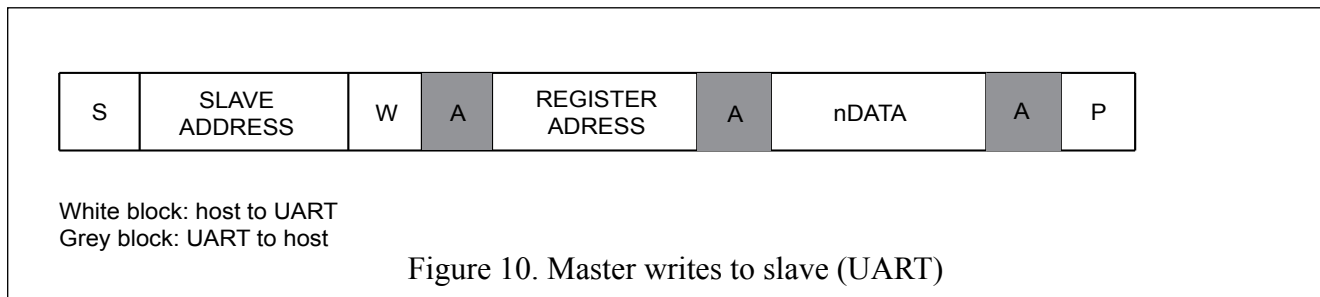 S
SLAVE
ADDRESS
W
A
REGISTER
ADRESS
A
nDATA
A
P
White block: host to UART
Grey block: UART to host
Figure 10. Master writes to slave (UART)